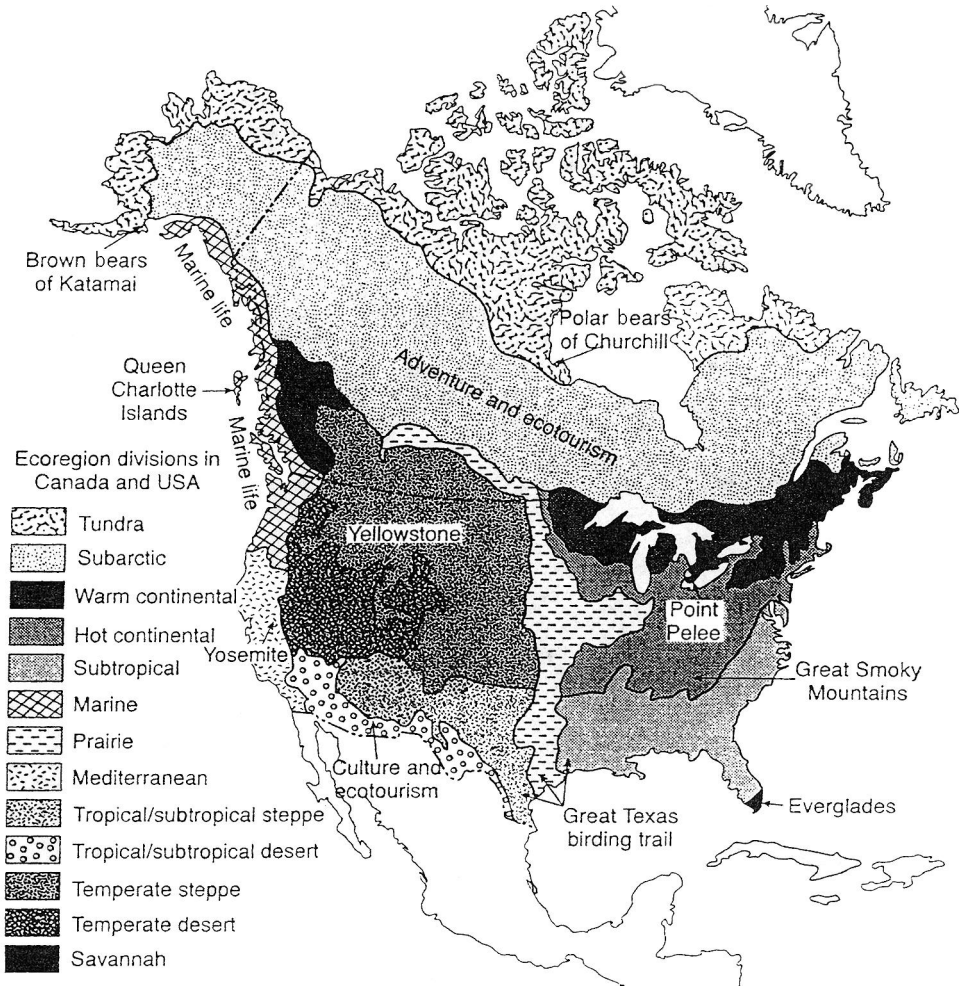 Brown bears
of Katamai
Marine life
Polar bears
of Churchill
Adventure and ecotourism
Queen
Charlotte
Islands
Marine life
Ecoregion divisions in
Canada and USA
Tundra
Subarctic
Warm continental
Hot continental
Subtropical
Marine
Prairie
Mediterranean
Tropical/subtropical steppe
Tropical/subtropical desert
Temperate steppe
Temperate desert
Savannah
Yellowstone
Yosemite
Point
Pelee
Great Smoky
Mountains
Culture and
ecotourism
Great Texas
birding trail
Everglades